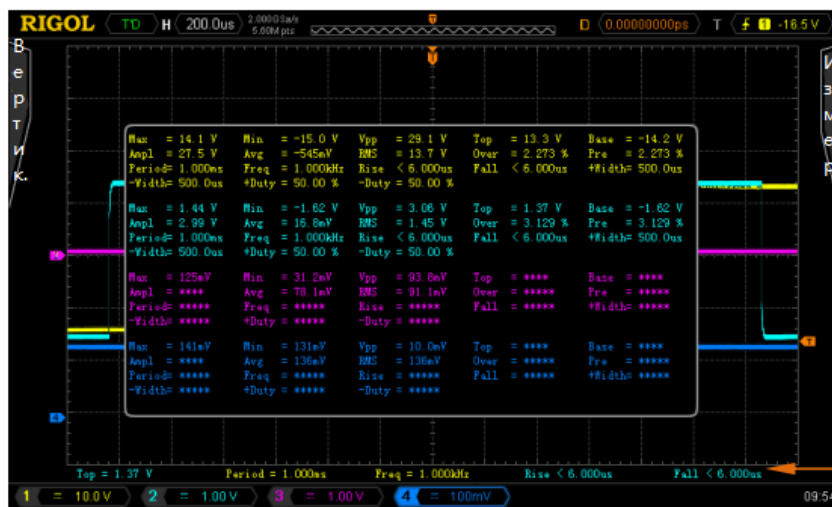 RIGOL T'D H 200.0us 2.000GSa/s 5.60M pts D 0.00000000ps T 1 -16.5 V
Вертик.
Измер
Max = 14.1 V Min = -15.0 V Vpp = 29.1 V Top = 13.3 V Base = -14.2 V
Ampl = 27.5 V Avg = -545mV RMS = 13.7 V Over = 2.273 % Pre = 2.273 %
Period= 1.000ms Freq = 1.000kHz Rise < 6.000us Fall < 6.000us +Width= 500.0us
-Width= 500.0us +Duty = 50.00 % -Duty = 50.00 %
Max = 1.44 V Min = -1.62 V Vpp = 3.06 V Top = 1.37 V Base = -1.62 V
Ampl = 2.99 V Avg = 16.8mV RMS = 1.45 V Over = 3.129 % Pre = 3.129 %
Period= 1.000ms Freq = 1.000kHz Rise < 6.000us Fall < 6.000us +Width= 500.0us
-Width= 500.0us +Duty = 50.00 % -Duty = 50.00 %
Max = 125mV Min = 31.2mV Vpp = 93.8mV Top = **** Base = ****
Ampl = **** Avg = 78.1mV RMS = 91.1mV Over = **** Pre = ****
Period= ***** Freq = ***** Rise = ***** Fall = ***** +Width= *****
-Width= ***** +Duty = ***** -Duty = *****
Max = 141mV Min = 131mV Vpp = 10.0mV Top = **** Base = ****
Ampl = **** Avg = 136mV RMS = 136mV Over = **** Pre = ****
Period= ***** Freq = ***** Rise = ***** Fall = ***** +Width= *****
-Width= ***** +Duty = ***** -Duty = *****
Top = 1.37 V Period = 1.000ms Freq = 1.000kHz Rise < 6.000us Fall < 6.000us
1 = 10.0 V 2 = 1.00 V 3 = 1.00 V 4 = 100mV 09:54